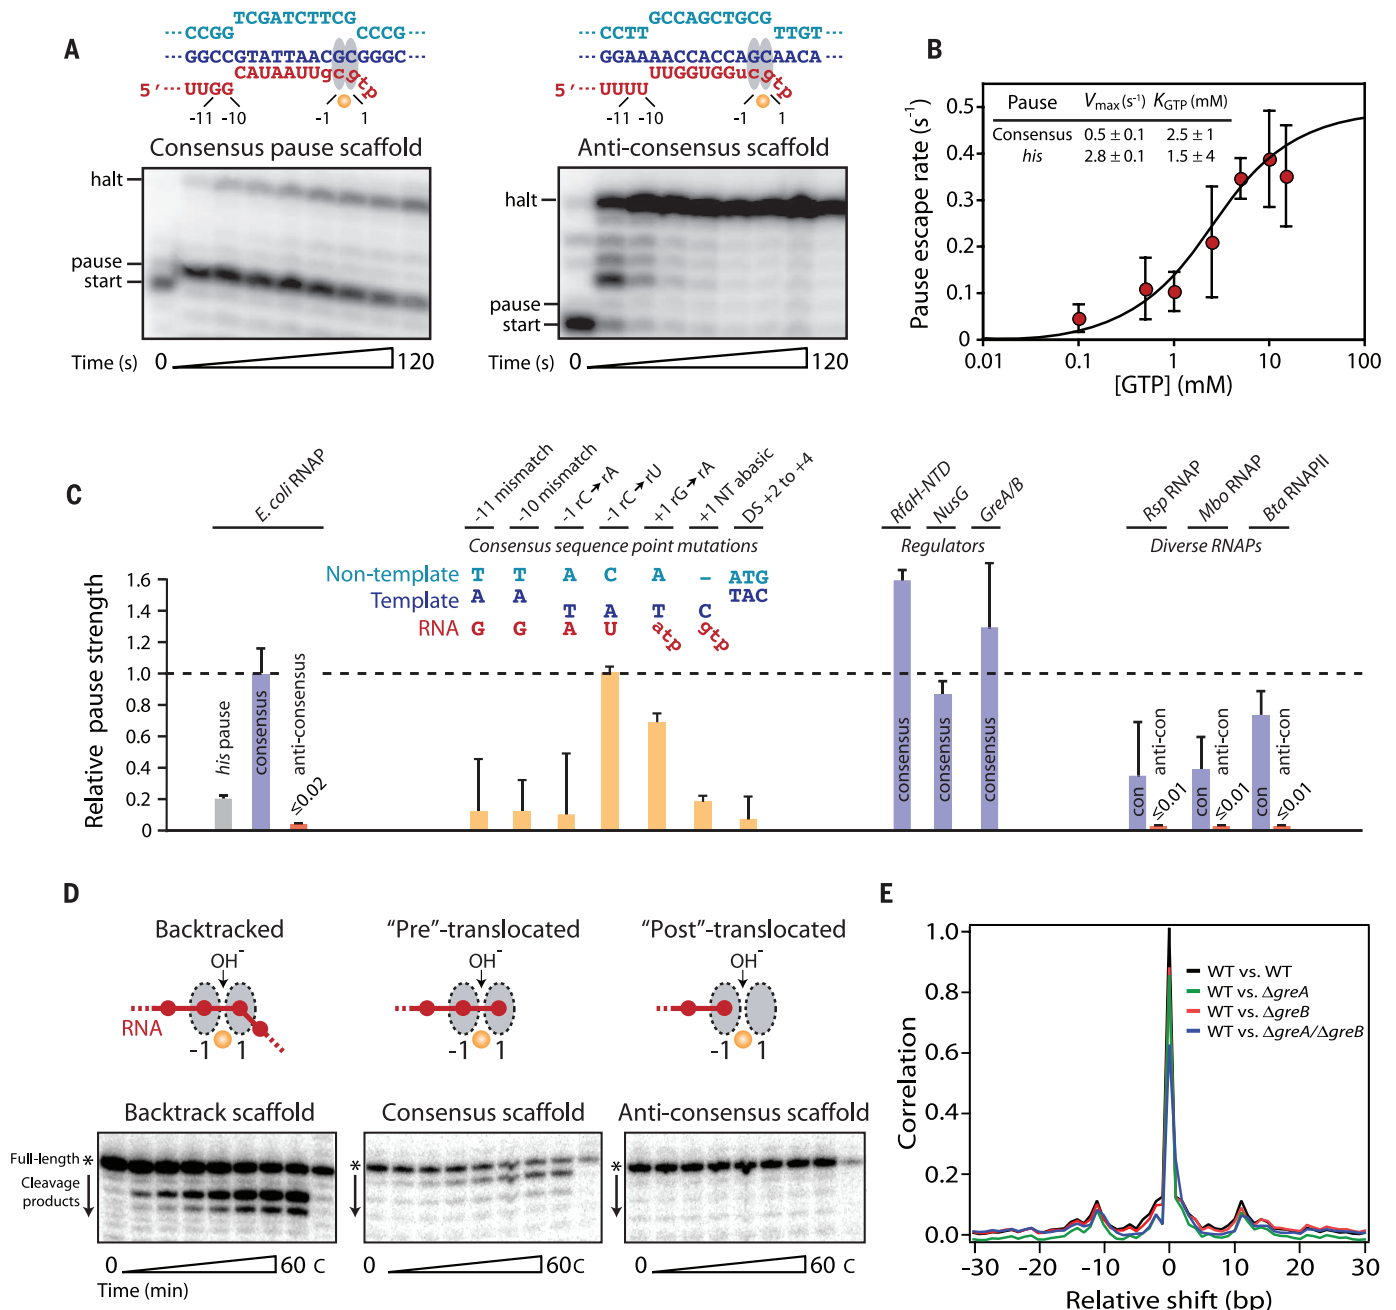 A
TCGATCTTCG
CCGG CCCG
GGCCGTATTAACGCGGGC
CAUAAUUgcgtp
5'··· UUGG
-11 -10 -1 1
Consensus pause scaffold
halt
pause
start
Time (s) 0 120
GCCAGCTGCG
CCTT TTGT
GGAAAACCACCAGCAACA
UUGGUGGucgtp
UUUU
-11 -10 -1 1
Anti-consensus scaffold
halt
pause
start
Time (s) 0 120
B
Pause escape rate (s⁻¹)
0.5
0.4
0.3
0.2
0.1
0
Pause Vmax (s⁻¹) KGTP (mM)
Consensus 0.5 ± 0.1 2.5 ± 1
his 2.8 ± 0.1 1.5 ± 4
0.01 0.1 1 10 100
[GTP] (mM)
C
E. coli RNAP
-11 mismatch
-10 mismatch
-1 rC→rA
-1 rC→rU
+1 rG→rA
+1 NT abasic
DS +2 to +4
RfaH-NTD
NusG
GreA/B
Rsp RNAP
Mbo RNAP
Bta RNAPII
Consensus sequence point mutations
Regulators
Diverse RNAPs
Non-template T T A C A – ATG
Template A A T A T C TAC
RNA G G A U atp gtp
Relative pause strength
1.6
1.4
1.2
1.0
0.8
0.6
0.4
0.2
0
his pause
consensus
anti-consensus
≤0.02
consensus
consensus
consensus
con
anti-con
≤0.01
con
anti-con
≤0.01
con
anti-con
≤0.01
D
Backtracked
OH⁻
RNA
-1 1
"Pre"-translocated
OH⁻
-1 1
"Post"-translocated
OH⁻
-1 1
Backtrack scaffold
Consensus scaffold
Anti-consensus scaffold
Full-length *
Cleavage
products
*
*
0 60 C
0 60 C
0 60 C
Time (min)
E
Correlation
1.0
0.8
0.6
0.4
0.2
0.0
WT vs. WT
WT vs. ΔgreA
WT vs. ΔgreB
WT vs. ΔgreA/ΔgreB
-30 -20 -10 0 10 20 30
Relative shift (bp)